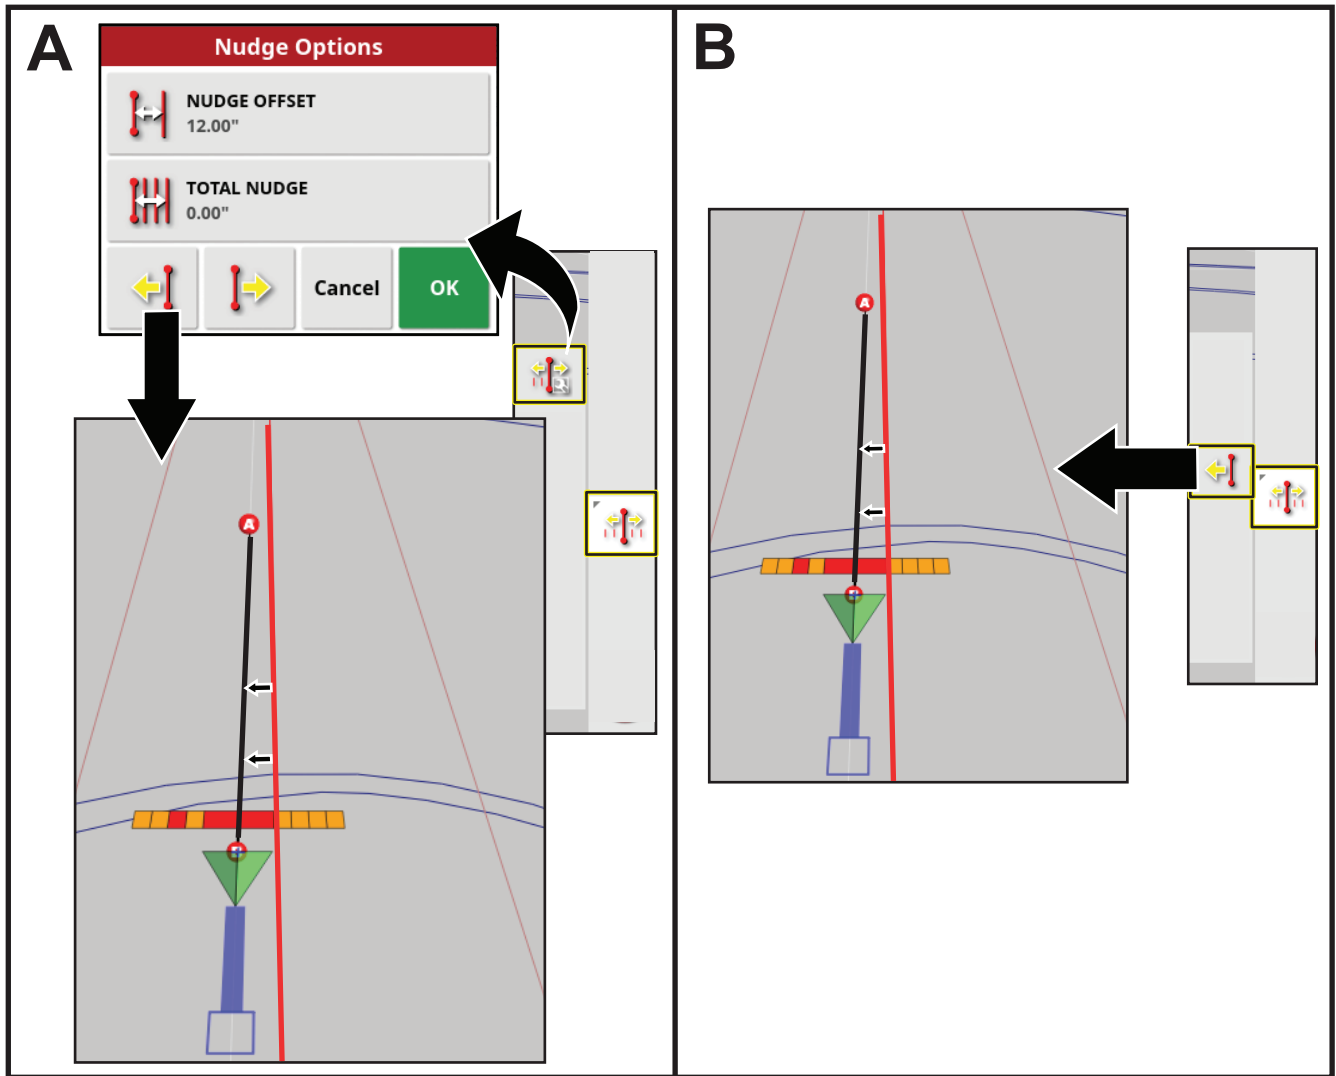 A
Nudge Options
NUDGE OFFSET
12.00"
TOTAL NUDGE
0.00"
Cancel
OK
A
B
A